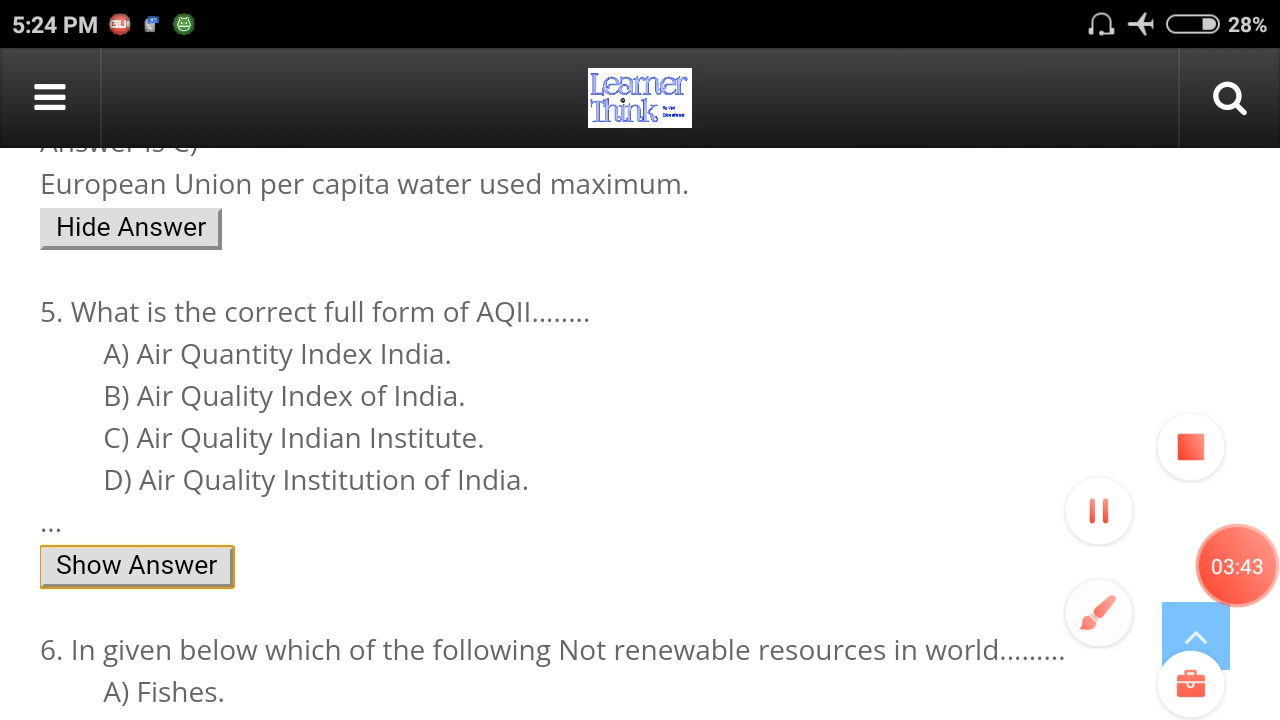 5:24 PM
28%
Learner
Think
European Union per capita water used maximum.
Hide Answer
5. What is the correct full form of AQII........
A) Air Quantity Index India.
B) Air Quality Index of India.
C) Air Quality Indian Institute.
D) Air Quality Institution of India.
...
Show Answer
03:43
6. In given below which of the following Not renewable resources in world.........
A) Fishes.